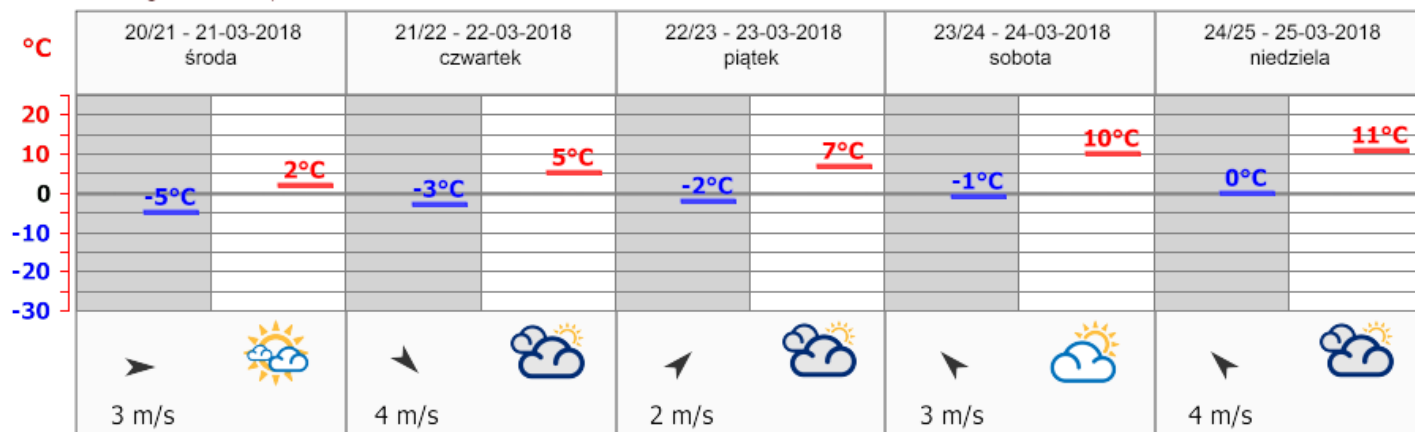 °C
20/21 - 21-03-2018
środa
21/22 - 22-03-2018
czwartek
22/23 - 23-03-2018
piątek
23/24 - 24-03-2018
sobota
24/25 - 25-03-2018
niedziela
20
10
0
-10
-20
-30
-5°C
2°C
-3°C
5°C
-2°C
7°C
-1°C
10°C
0°C
11°C
3 m/s
4 m/s
2 m/s
3 m/s
4 m/s